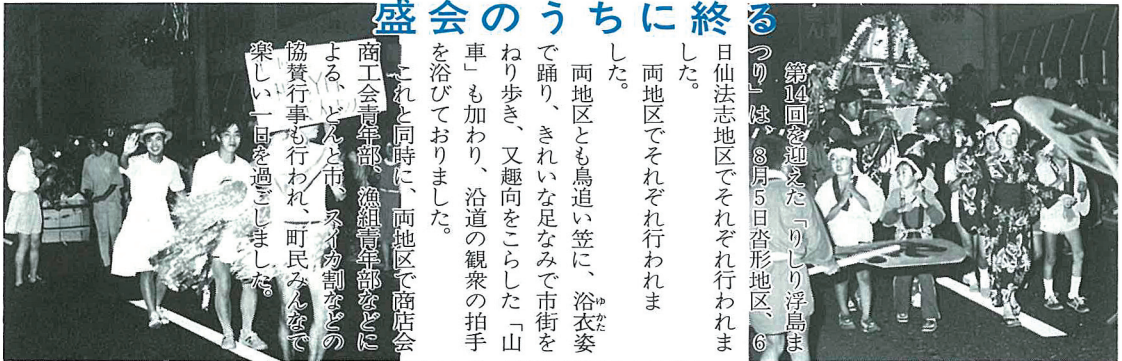 盛会のうちに終る
第14回を迎えた「りしり浮島ま
つり」は、8月5日沓形地区、6
日仙法志地区でそれぞれ行われま
した。
両地区でそれぞれ行われま
した。
両地区とも鳥追い笠に、浴衣姿
ゆかた
で踊り、きれいな足なみで市街を
ねり歩き、又趣向をこらした「山
車」も加わり、沿道の観衆の拍手
を浴びておりました。
これと同時に、両地区で商店会
商工会青年部、漁組青年部などに
よる、どんと市、スイカ割などの
協賛行事も行われ、町民みんなで
楽しい一日を過ごしました。